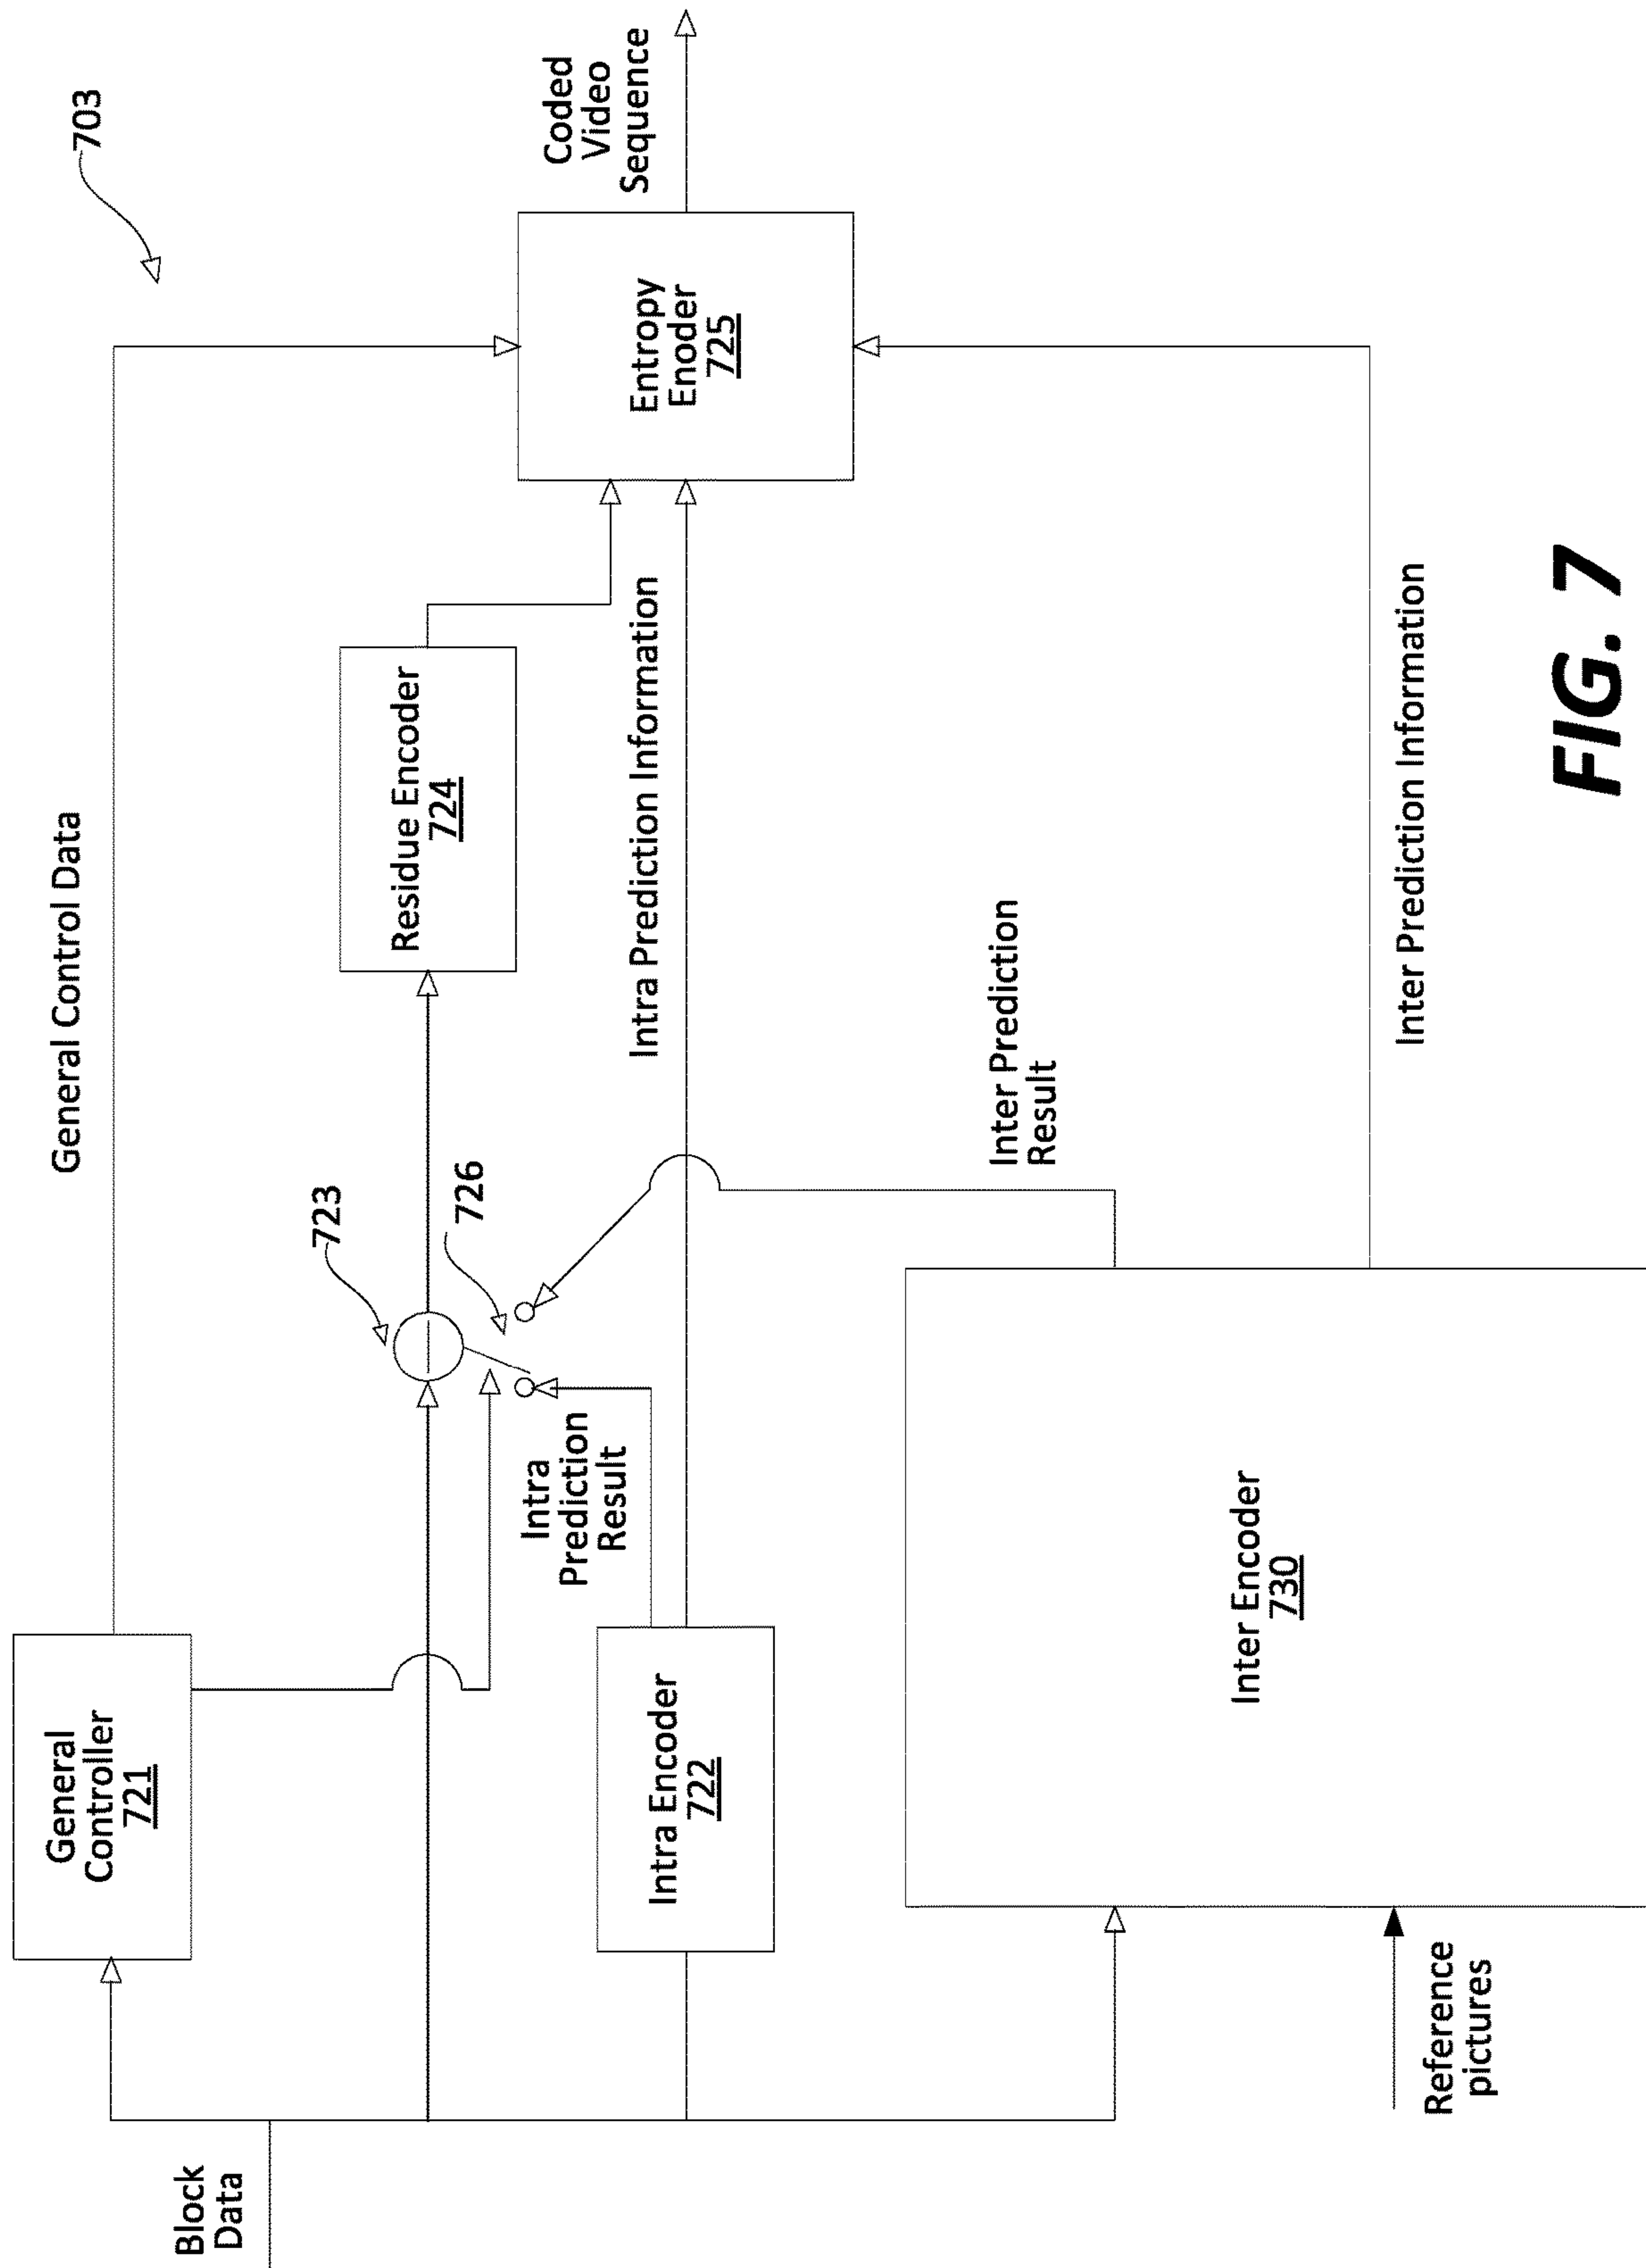 703
General Control Data
General
Controller
721
Block
Data
723
726
Residue Encoder
724
Coded
Video
Sequence
Entropy
Enoder
725
Intra
Prediction
Result
Intra Prediction Information
Intra Encoder
722
Inter Prediction
Result
Inter Encoder
730
Reference
pictures
Inter Prediction Information
FIG. 7